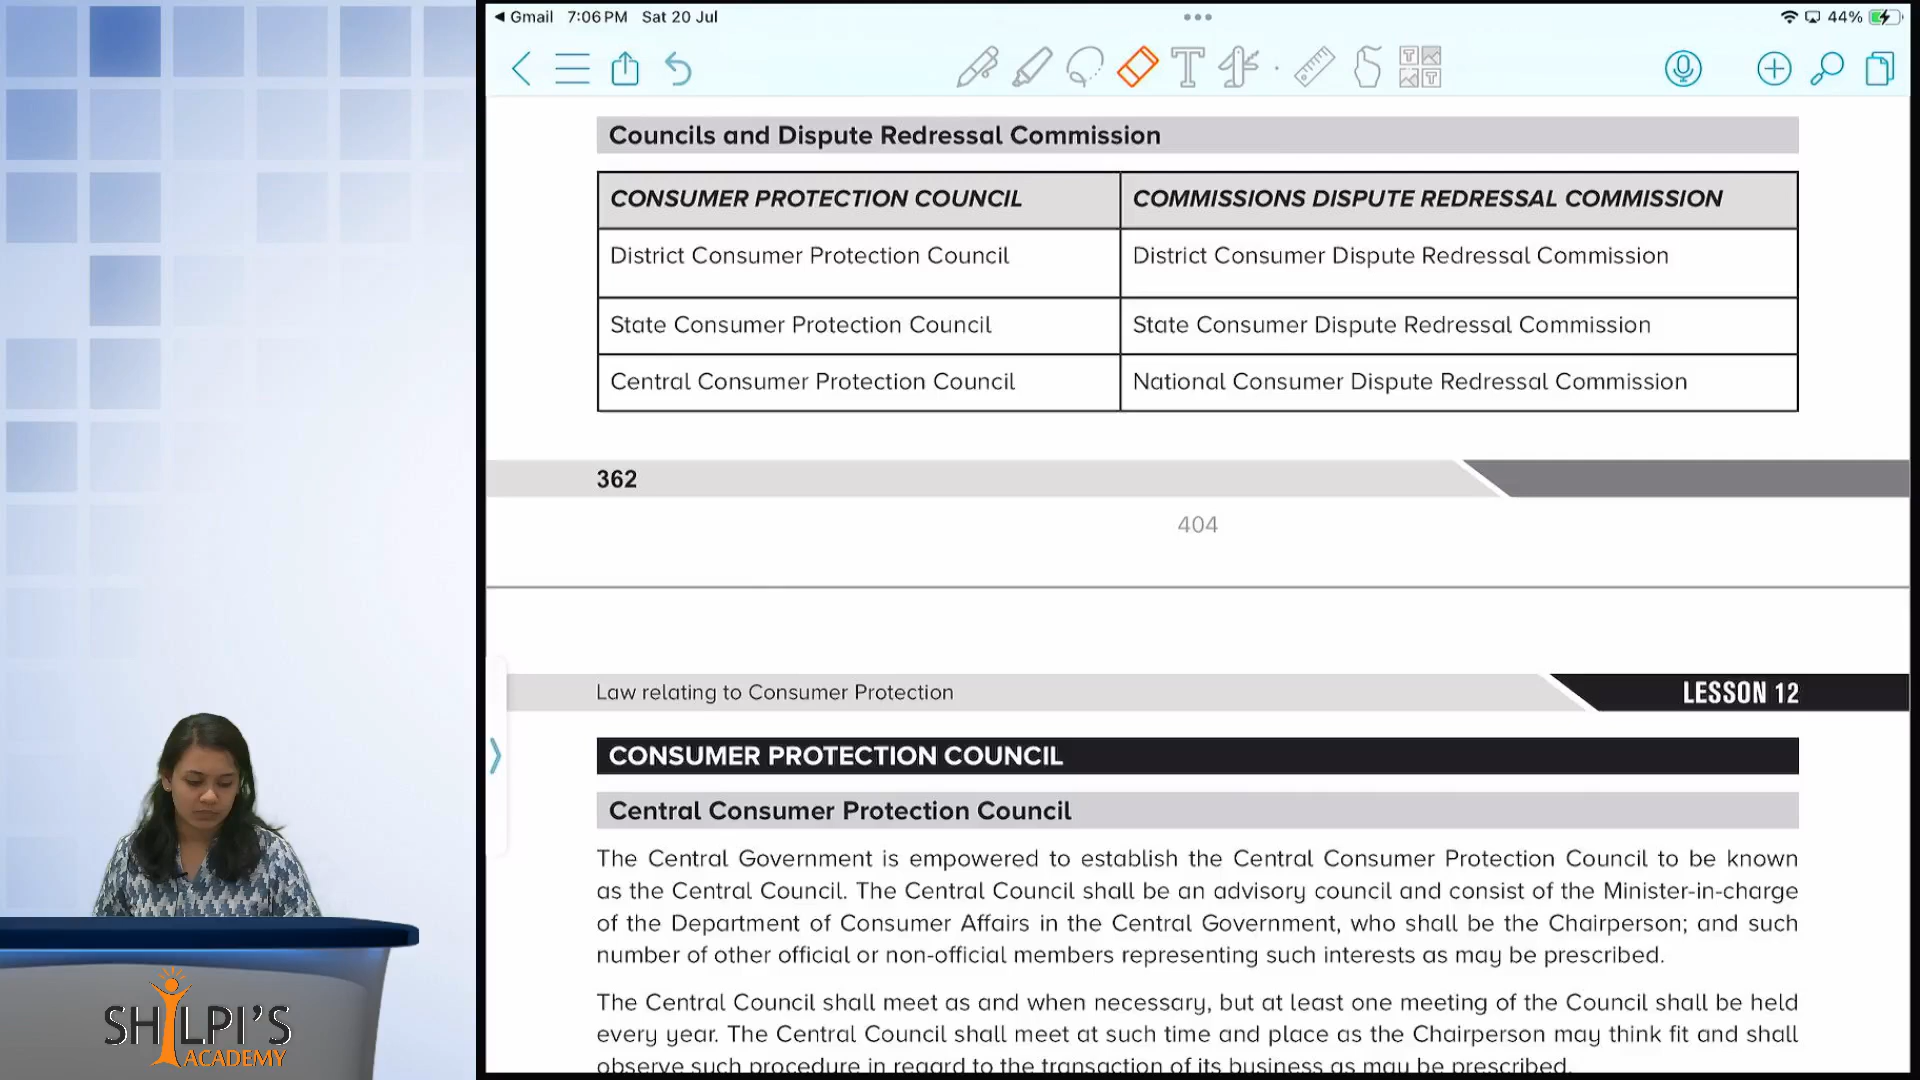 Gmail 7:06 PM Sat 20 Jul
44%
Councils and Dispute Redressal Commission
CONSUMER PROTECTION COUNCIL COMMISSIONS DISPUTE REDRESSAL COMMISSION
District Consumer Protection Council District Consumer Dispute Redressal Commission
State Consumer Protection Council State Consumer Dispute Redressal Commission
Central Consumer Protection Council National Consumer Dispute Redressal Commission
362
404
Law relating to Consumer Protection LESSON 12
CONSUMER PROTECTION COUNCIL
Central Consumer Protection Council
The Central Government is empowered to establish the Central Consumer Protection Council to be known
as the Central Council. The Central Council shall be an advisory council and consist of the Minister-in-charge
of the Department of Consumer Affairs in the Central Government, who shall be the Chairperson; and such
number of other official or non-official members representing such interests as may be prescribed.
The Central Council shall meet as and when necessary, but at least one meeting of the Council shall be held
every year. The Central Council shall meet at such time and place as the Chairperson may think fit and shall
observe such procedure in regard to the transaction of its business as may be prescribed.
SHILPI'S
ACADEMY